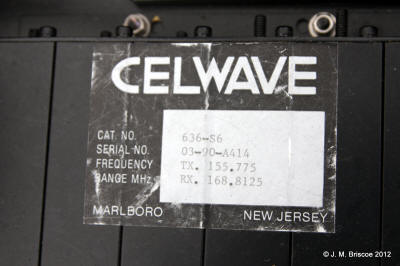 CELWAVE
CAT. NO. 636-S6
SERIAL NO. 03-90-A414
FREQUENCY TX. 155.775
RANGE MHz RX. 168.8125
MARLBORO NEW JERSEY
© J. M. Briscoe 2012